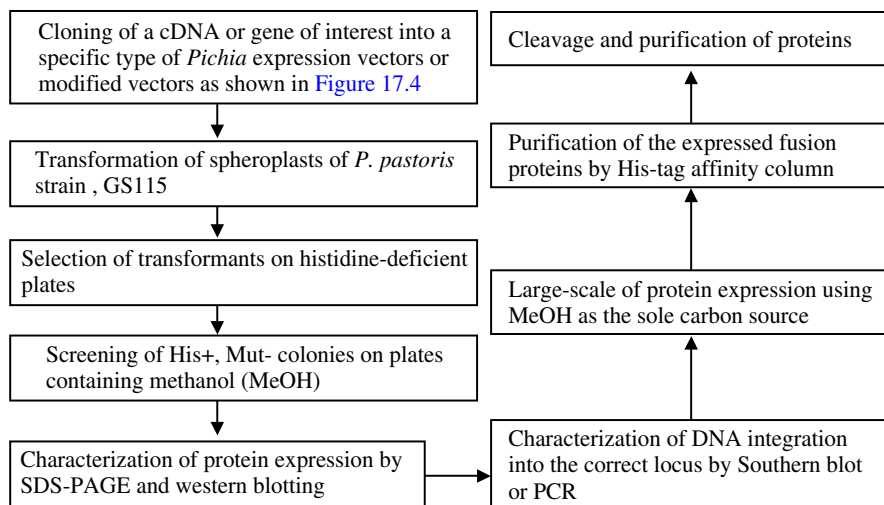 Cloning of a cDNA or gene of interest into a
specific type of Pichia expression vectors or
modified vectors as shown in Figure 17.4
Transformation of spheroplasts of P. pastoris
strain , GS115
Selection of transformants on histidine-deficient
plates
Screening of His+, Mut- colonies on plates
containing methanol (MeOH)
Characterization of protein expression by
SDS-PAGE and western blotting
Characterization of DNA integration
into the correct locus by Southern blot
or PCR
Large-scale of protein expression using
MeOH as the sole carbon source
Purification of the expressed fusion
proteins by His-tag affinity column
Cleavage and purification of proteins